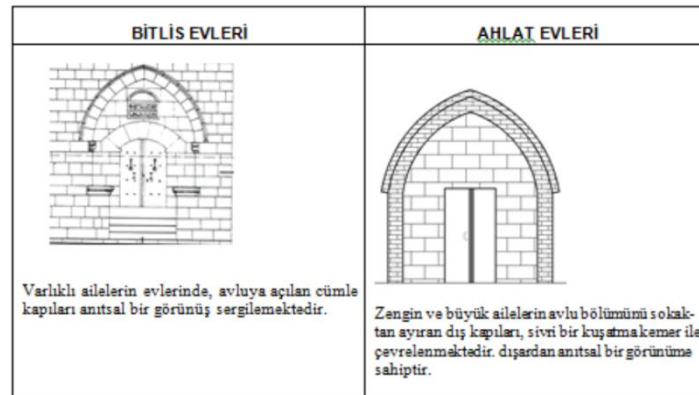 BİTLİS EVLERİ
AHLAT EVLERİ
Varlıklı ailelerin evlerinde, avluya açılan cümle
kapıları anıtsal bir görünüş sergilemektedir.
Zengin ve büyük ailelerin avlu bölümünü sokak-
tan ayıran dış kapıları, sivri bir kuşatma kemer ile
çevrelenmektedir. dışardan anıtsal bir görünüme
sahiptir.